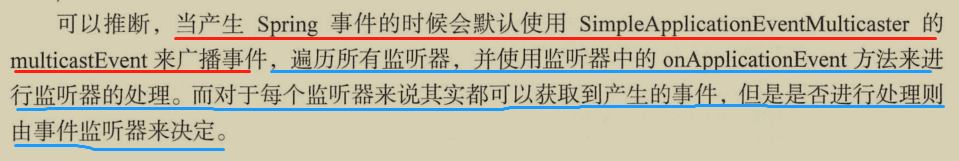 可以推断，当产生 Spring 事件的时候会默认使用 SimpleApplicationEventMulticaster 的
multicastEvent 来广播事件，遍历所有监听器，并使用监听器中的 onApplicationEvent 方法来进
行监听器的处理。而对于每个监听器来说其实都可以获取到产生的事件，但是是否进行处理则
由事件监听器来决定。